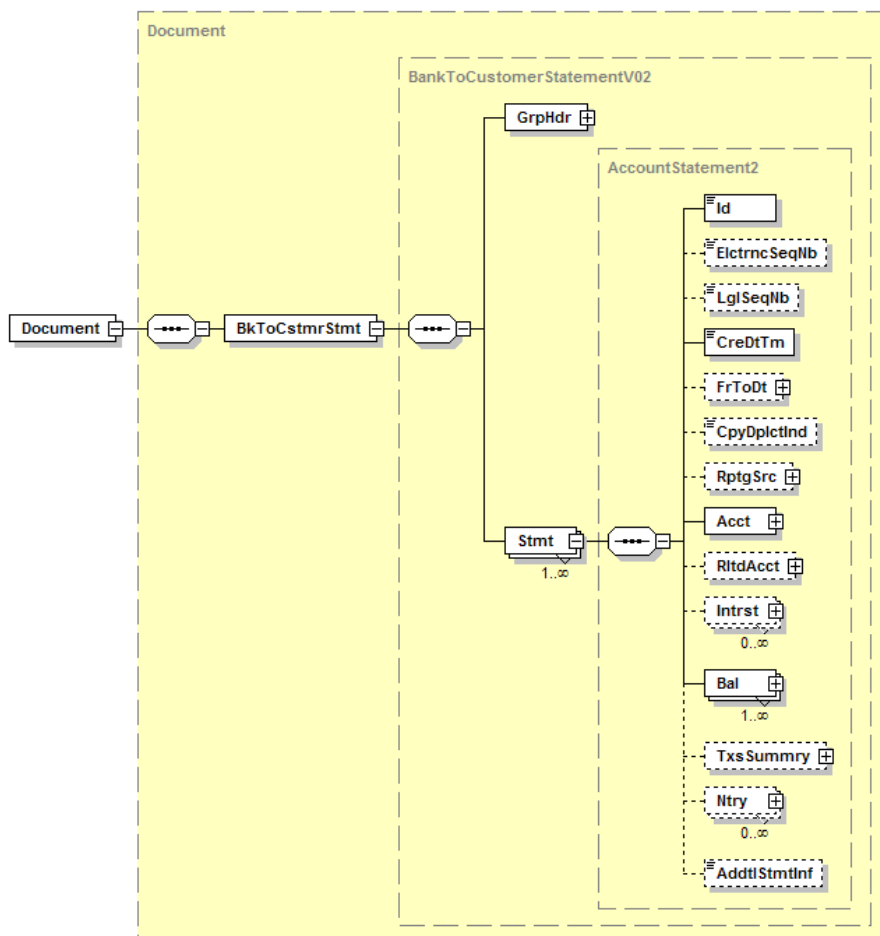 Document
BankToCustomerStatementV02
GrpHdr
AccountStatement2
Id
ElctrncSeqNb
LglSeqNb
Document
BkToCstmrStmt
CreDtTm
FrToDt
CpyDplctInd
RptgSrc
Stmt
1..∞
Acct
RltdAcct
Intrst
0..∞
Bal
1..∞
TxsSummry
Ntry
0..∞
AddtlStmtInf